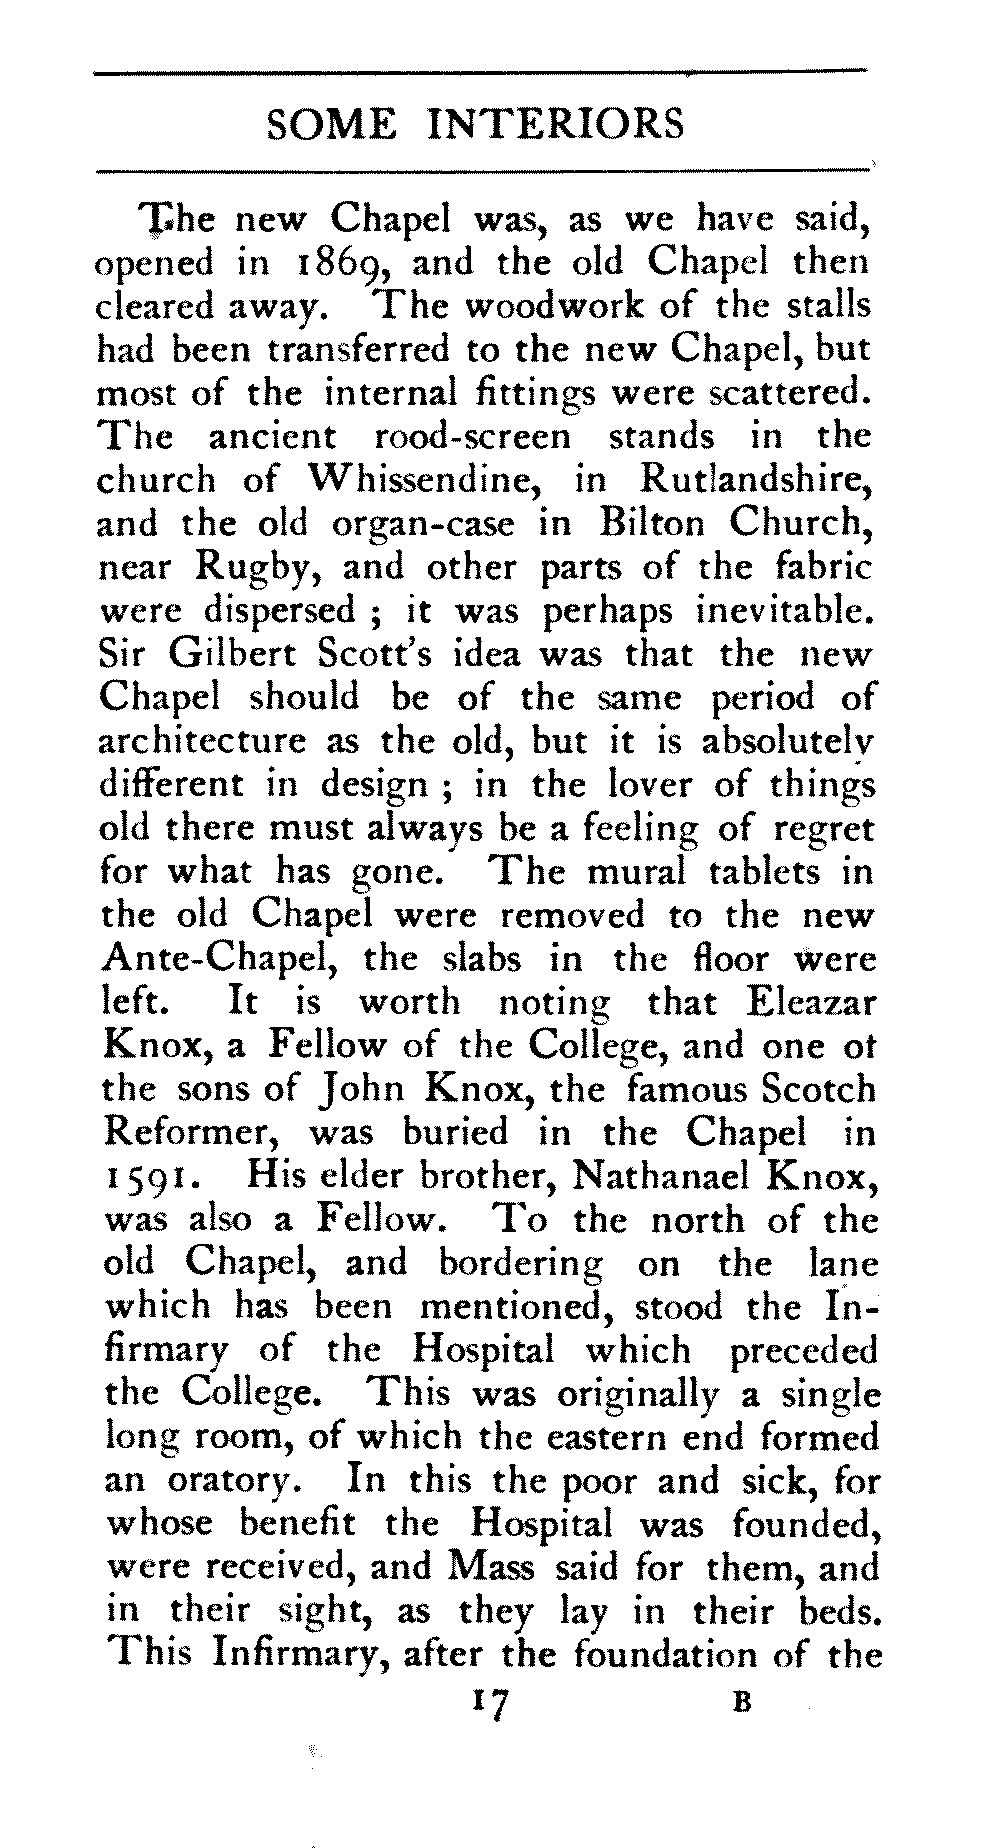 SOME INTERIORS
The new Chapel was, as we have said,
opened in 1869, and the old Chapel then
cleared away. The woodwork of the stalls
had been transferred to the new Chapel, but
most of the internal fittings were scattered.
The ancient rood-screen stands in the
church of Whissendine, in Rutlandshire,
and the old organ-case in Bilton Church,
near Rugby, and other parts of the fabric
were dispersed ; it was perhaps inevitable.
Sir Gilbert Scott's idea was that the new
Chapel should be of the same period of
architecture as the old, but it is absolutely
different in design ; in the lover of things
old there must always be a feeling of regret
for what has gone. The mural tablets in
the old Chapel were removed to the new
Ante-Chapel, the slabs in the floor were
left. It is worth noting that Eleazar
Knox, a Fellow of the College, and one of
the sons of John Knox, the famous Scotch
Reformer, was buried in the Chapel in
1591. His elder brother, Nathanael Knox,
was also a Fellow. To the north of the
old Chapel, and bordering on the lane
which has been mentioned, stood the In-
firmary of the Hospital which preceded
the College. This was originally a single
long room, of which the eastern end formed
an oratory. In this the poor and sick, for
whose benefit the Hospital was founded,
were received, and Mass said for them, and
in their sight, as they lay in their beds.
This Infirmary, after the foundation of the
17 B